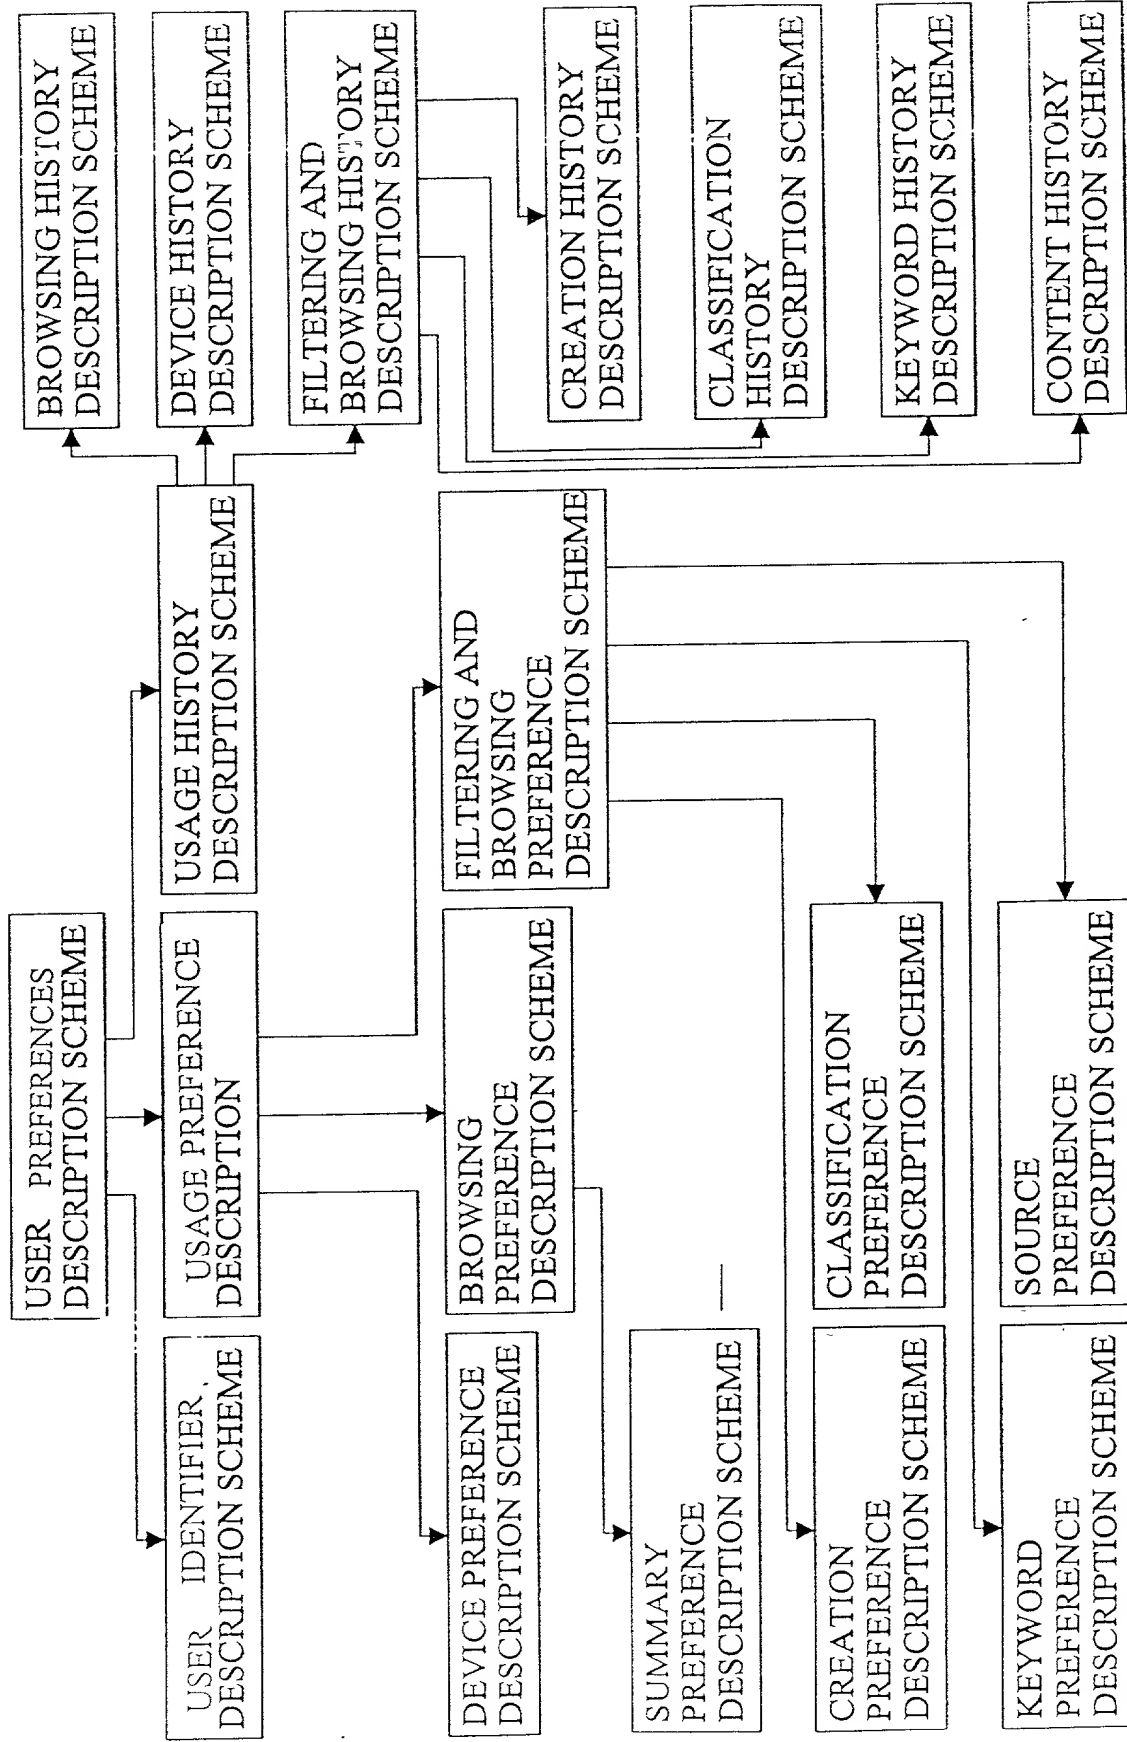 USER PREFERENCES
DESCRIPTION SCHEME
USER IDENTIFIER
DESCRIPTION SCHEME
USAGE PREFERENCE
DESCRIPTION
USAGE HISTORY
DESCRIPTION SCHEME
BROWSING HISTORY
DESCRIPTION SCHEME
DEVICE HISTORY
DESCRIPTION SCHEME
FILTERING AND
BROWSING HISTORY
DESCRIPTION SCHEME
DEVICE PREFERENCE
DESCRIPTION SCHEME
BROWSING
PREFERENCE
DESCRIPTION SCHEME
FILTERING AND
BROWSING
PREFERENCE
DESCRIPTION SCHEME
CREATION HISTORY
DESCRIPTION SCHEME
SUMMARY
PREFERENCE
DESCRIPTION SCHEME
CLASSIFICATION
HISTORY
DESCRIPTION SCHEME
CREATION
PREFERENCE
DESCRIPTION SCHEME
CLASSIFICATION
PREFERENCE
DESCRIPTION SCHEME
KEYWORD HISTORY
DESCRIPTION SCHEME
KEYWORD
PREFERENCE
DESCRIPTION SCHEME
SOURCE
PREFERENCE
DESCRIPTION SCHEME
CONTENT HISTORY
DESCRIPTION SCHEME